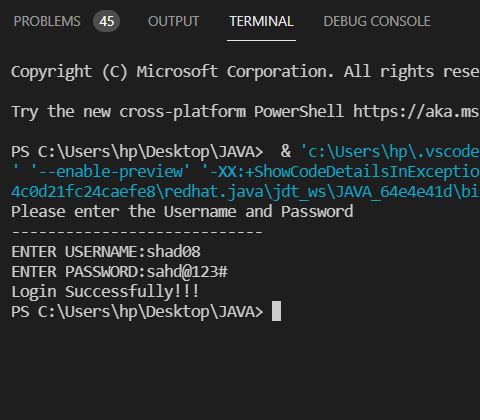 PROBLEMS 45 OUTPUT TERMINAL DEBUG CONSOLE
Copyright (C) Microsoft Corporation. All rights rese
Try the new cross-platform PowerShell https://aka.ms
PS C:\Users\hp\Desktop\JAVA>  & 'c:\Users\hp\.vscode
' '--enable-preview' '-XX:+ShowCodeDetailsInExceptio
4c0d21fc24caefe8\redhat.java\jdt_ws\JAVA_64e4e41d\bi
Please enter the Username and Password
----------------------------
ENTER USERNAME:shad08
ENTER PASSWORD:sahd@123#
Login Successfully!!!
PS C:\Users\hp\Desktop\JAVA>